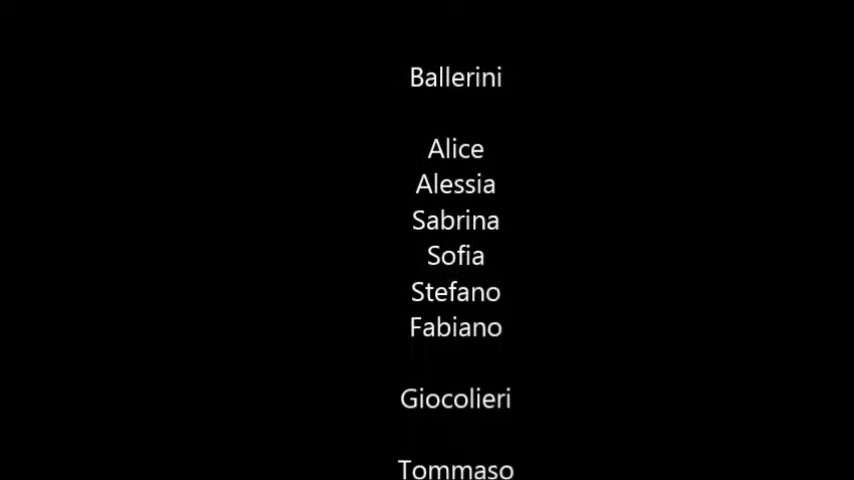 Ballerini
Alice
Alessia
Sabrina
Sofia
Stefano
Fabiano
Giocolieri
Tommaso